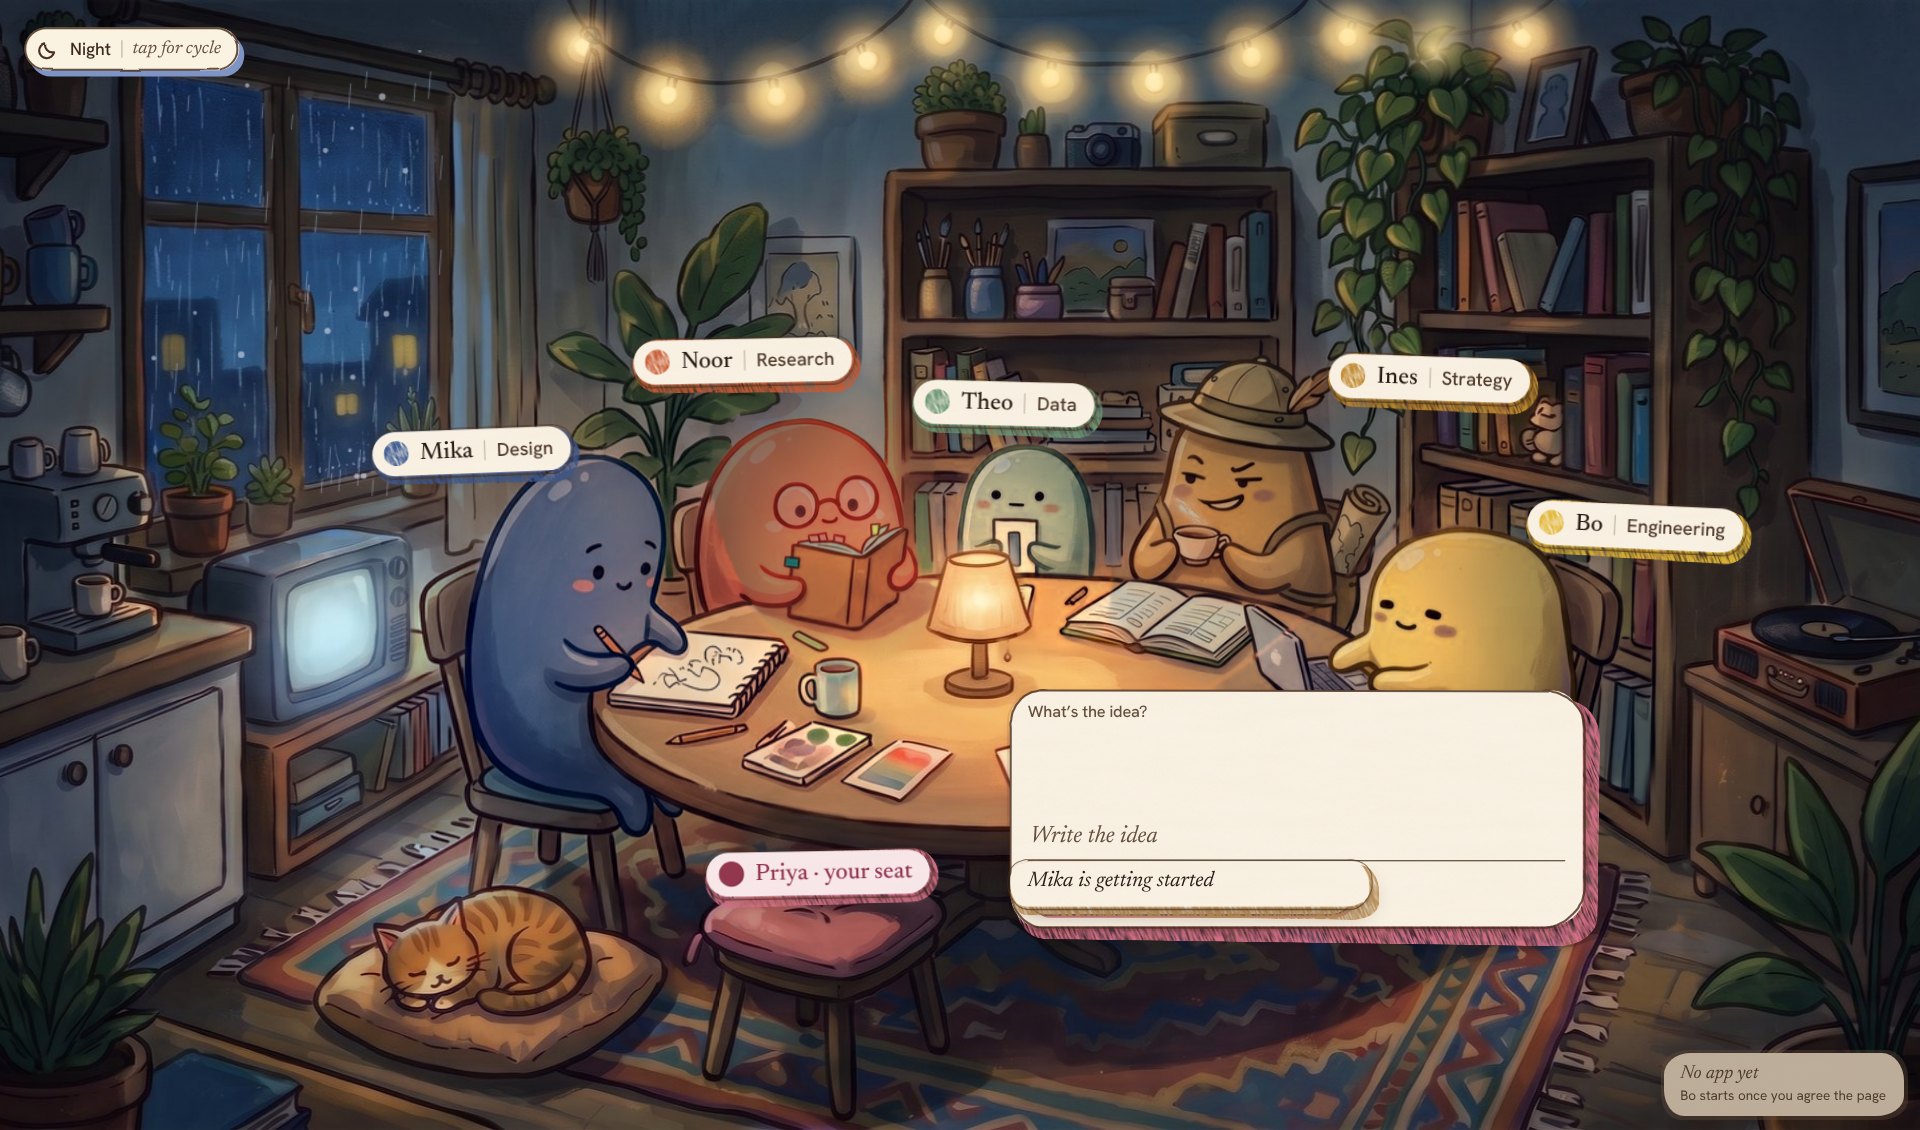 Night | tap for cycle
Noor | Research
Ines | Strategy
Theo | Data
Mika | Design
Bo | Engineering
What's the idea?
Write the idea
Mika is getting started
Priya · your seat
No app yet
Bo starts once you agree the page